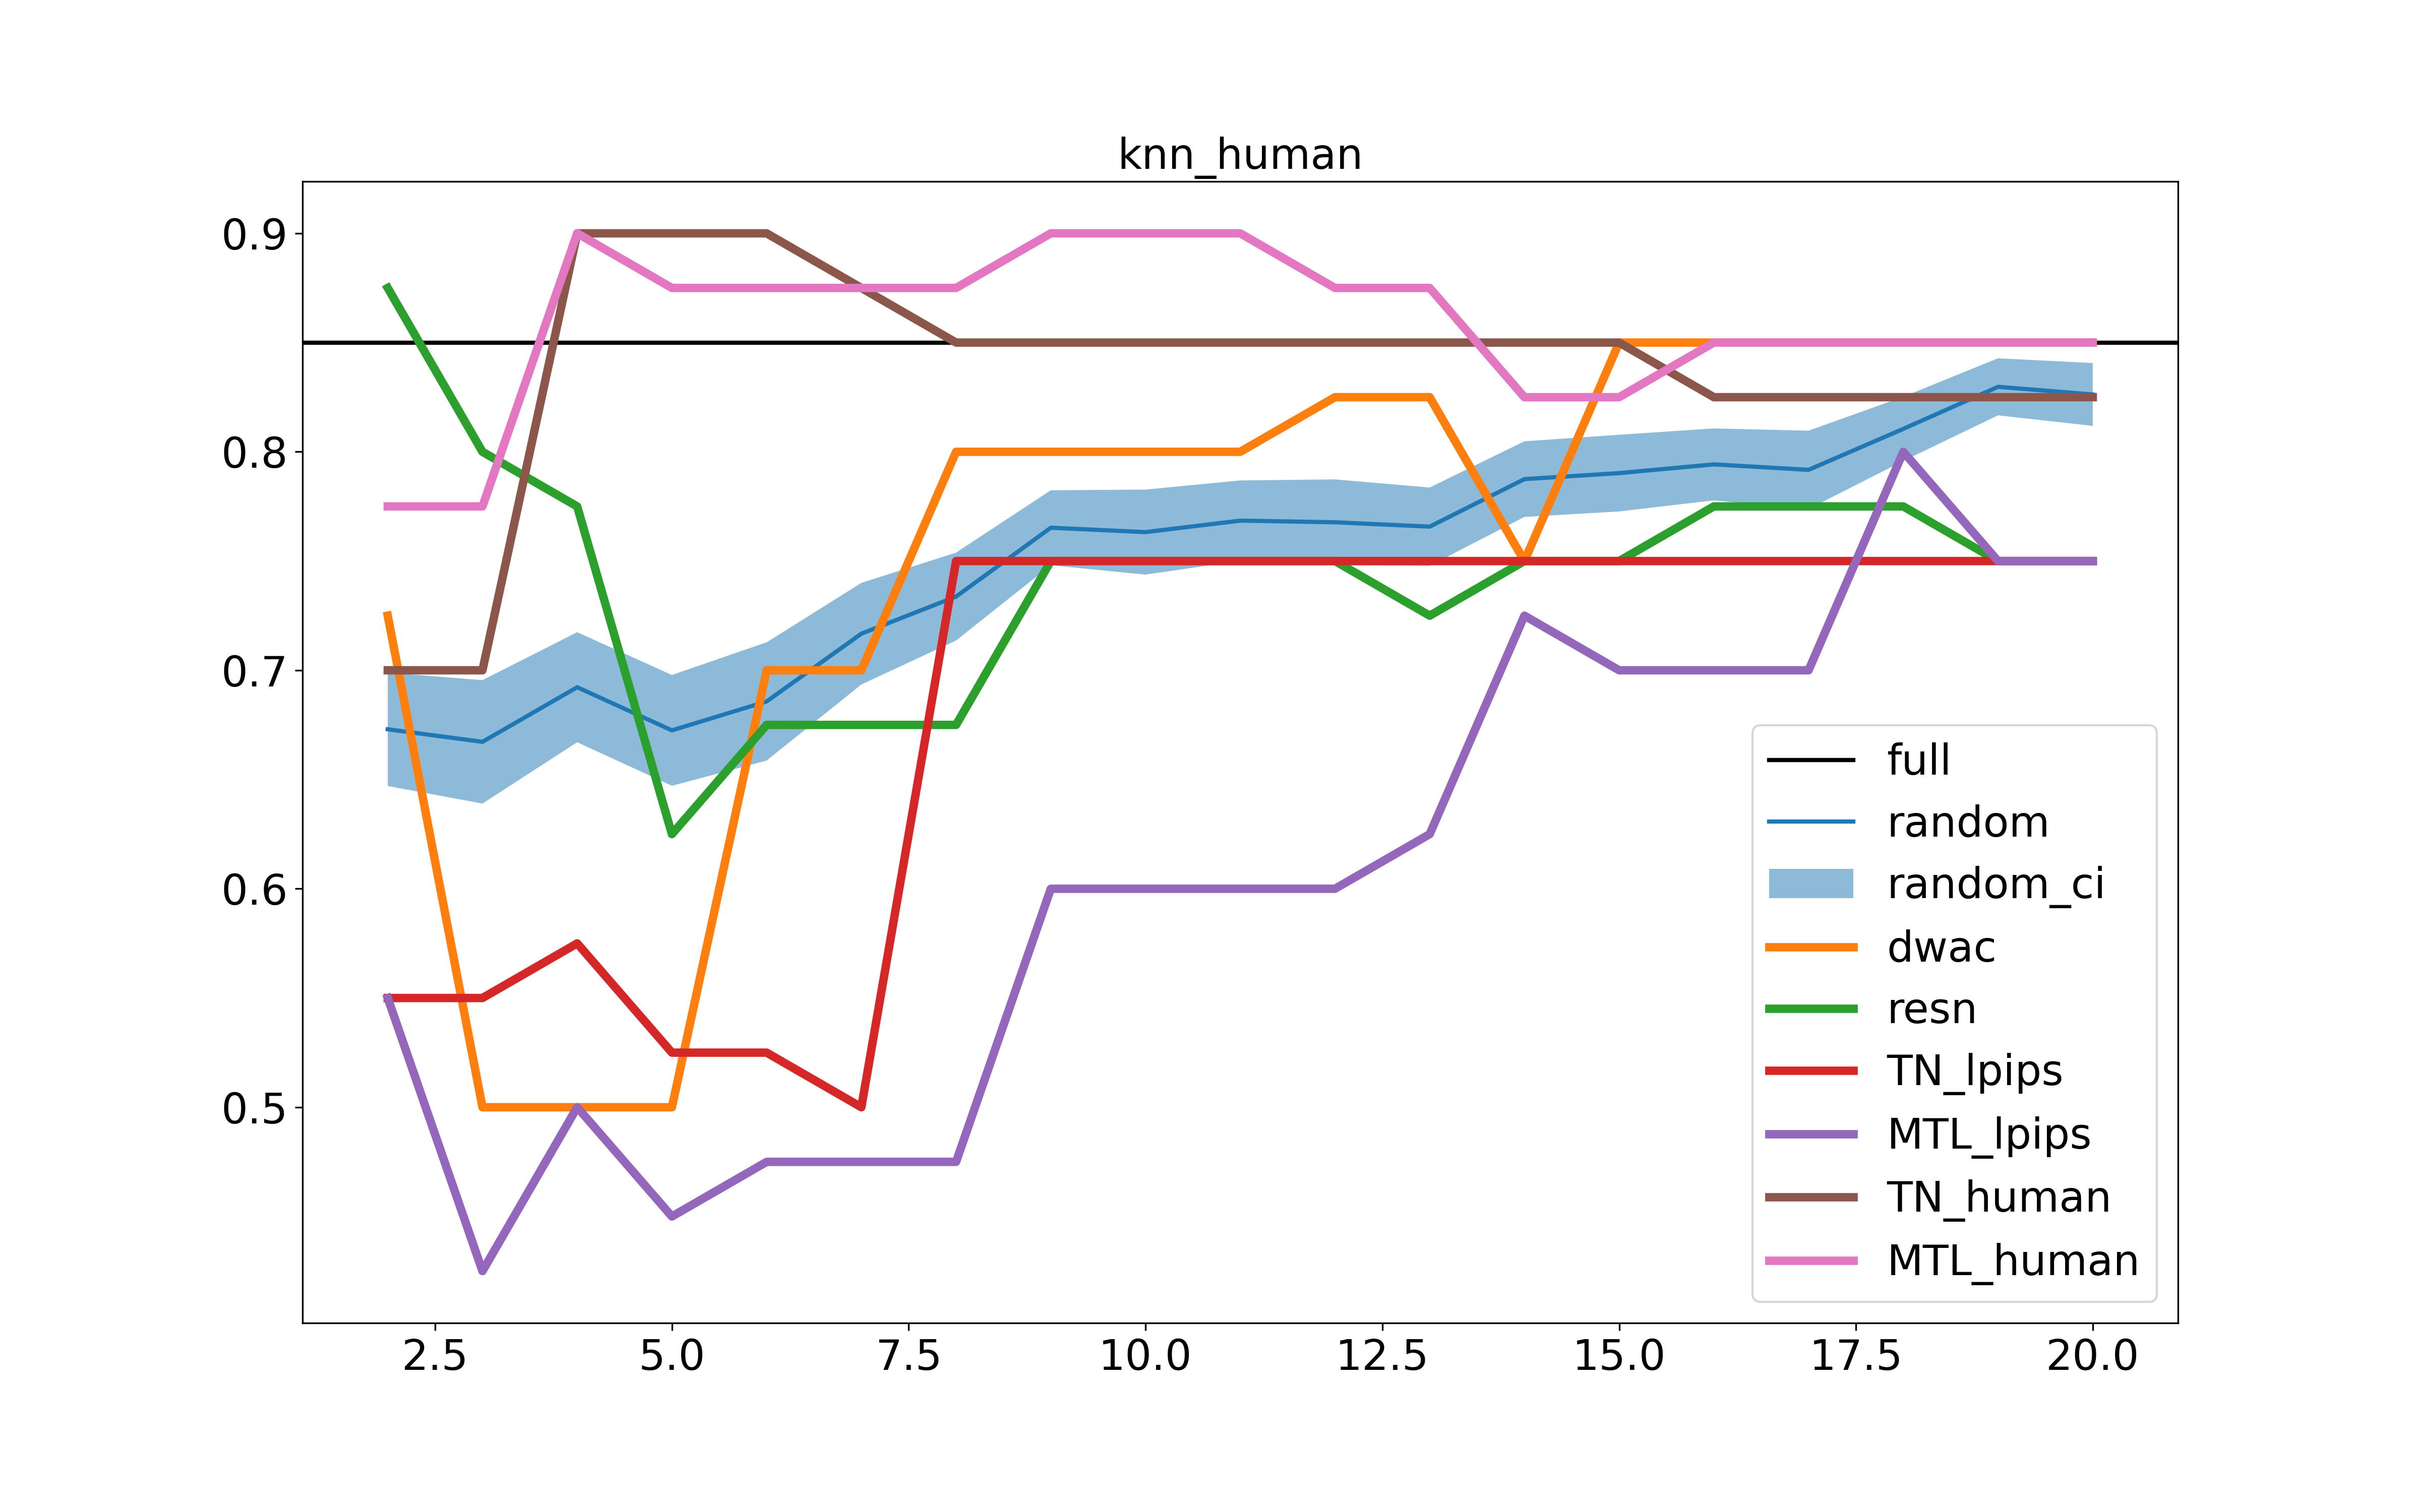 knn_human
0.9
0.8
0.7
0.6
0.5
2.5 5.0 7.5 10.0 12.5 15.0 17.5 20.0
full
random
random_ci
dwac
resn
TN_lpips
MTL_lpips
TN_human
MTL_human